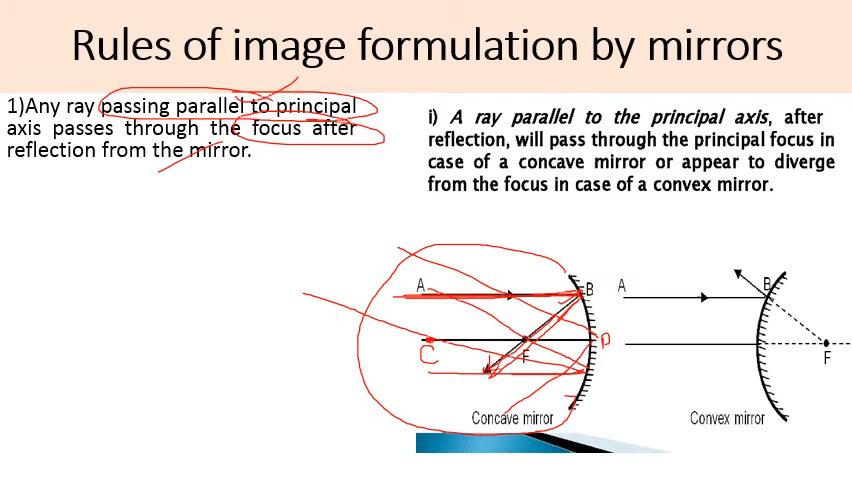 Rules of image formulation by mirrors
1)Any ray passing parallel to principal
axis passes through the focus after
reflection from the mirror.
i) A ray parallel to the principal axis, after
reflection, will pass through the principal focus in
case of a concave mirror or appear to diverge
from the focus in case of a convex mirror.
A
B
C
F
P
Concave mirror
A
B
F
Convex mirror